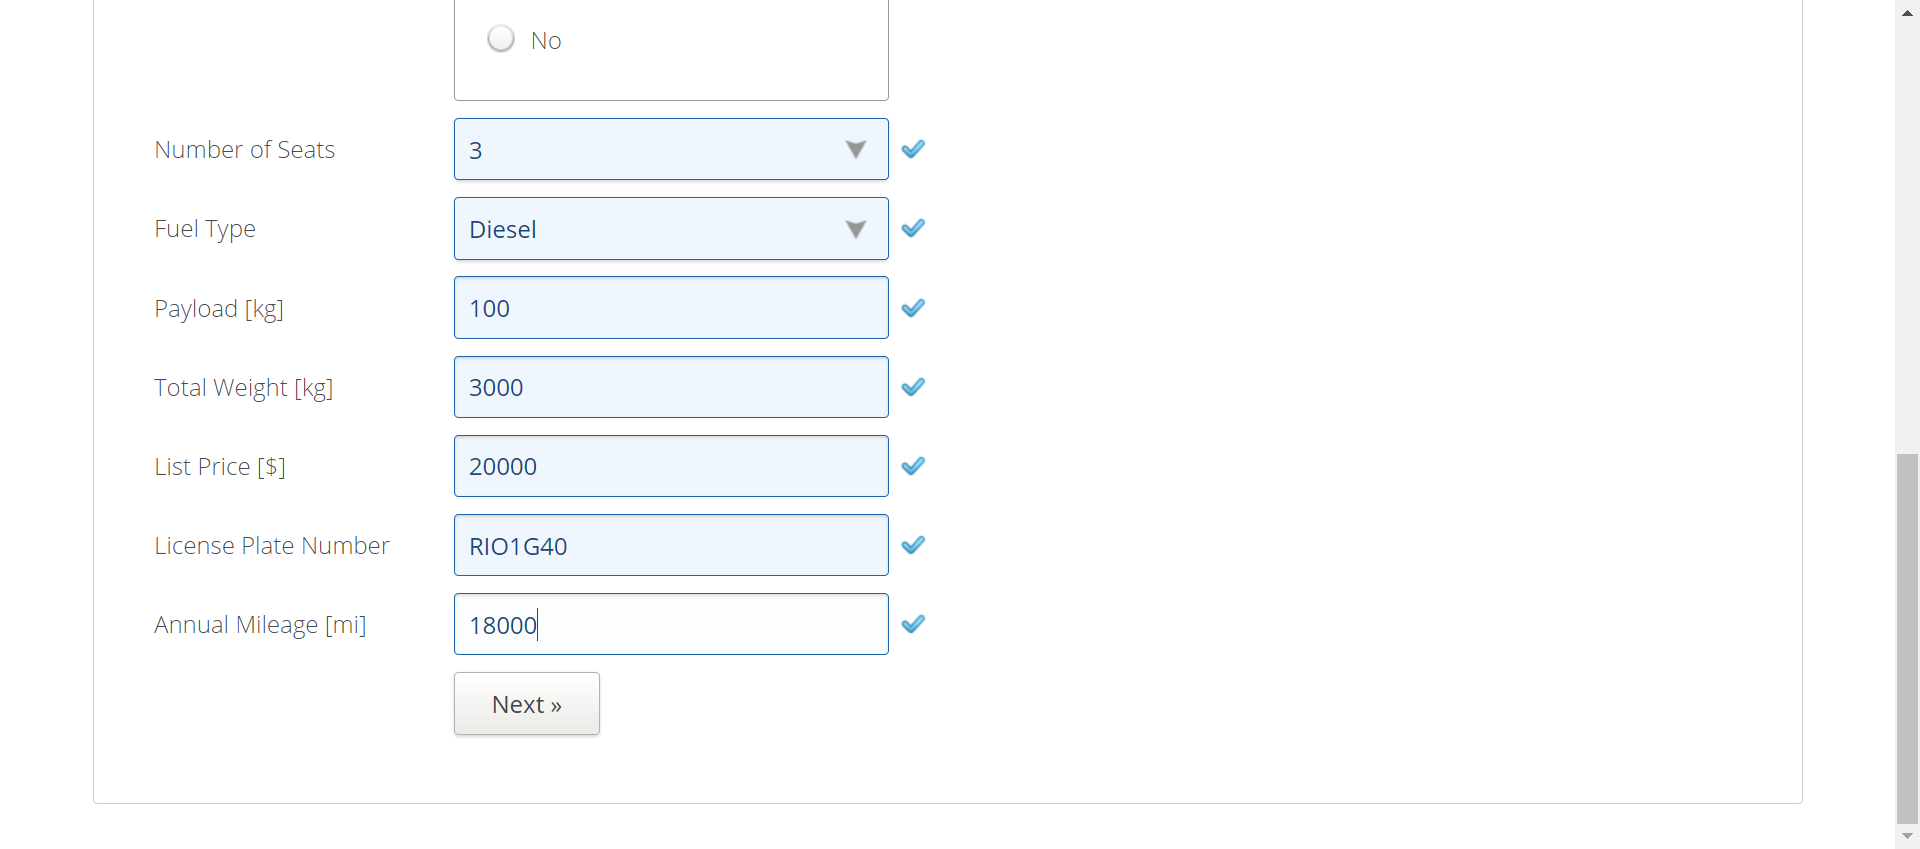 No
Number of Seats 3
Fuel Type Diesel
Payload [kg] 100
Total Weight [kg] 3000
List Price [$] 20000
License Plate Number RIO1G40
Annual Mileage [mi] 18000
Next »